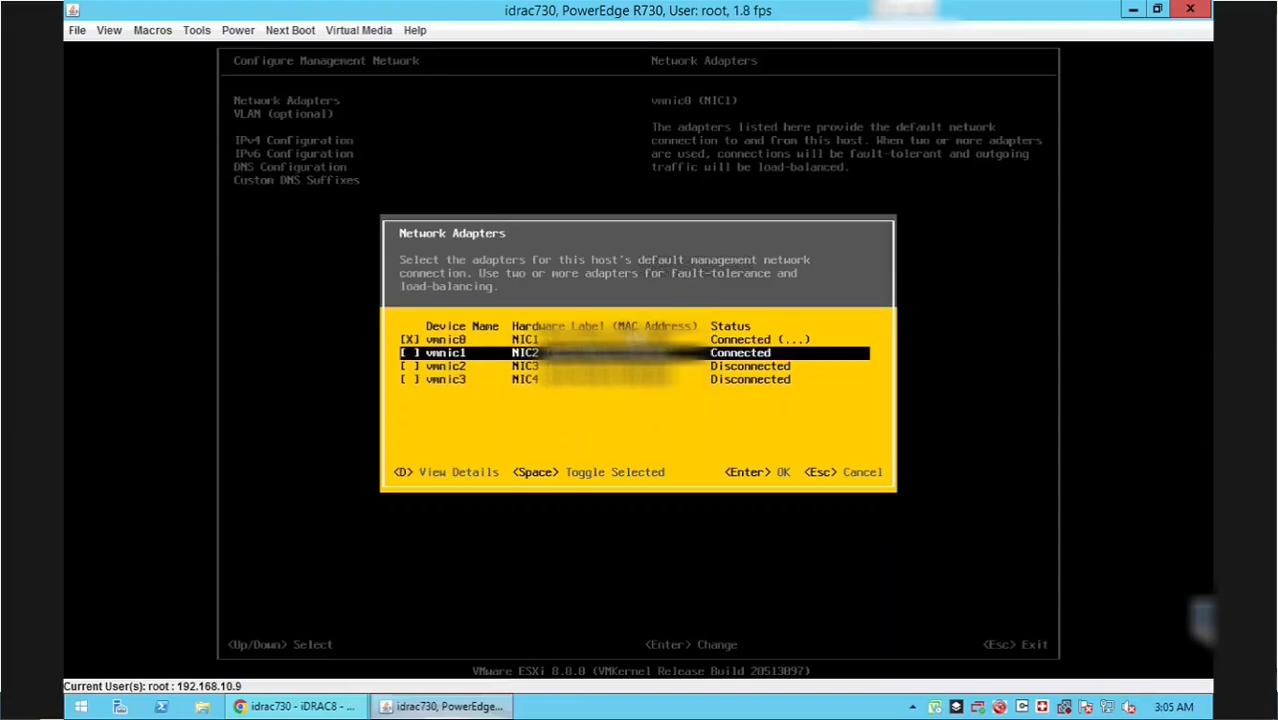 idrac730, PowerEdge R730, User: root, 1.8 fps
File View Macros Tools Power Next Boot Virtual Media Help
Configure Management Network
Network Adapters
Network Adapters
VLAN (optional)
IPv4 Configuration
IPv6 Configuration
DNS Configuration
Custom DNS Suffixes
vmnic0 (NIC1)
The adapters listed here provide the default network
connection to and from this host. When two or more adapters
are used, connections will be fault-tolerant and outgoing
traffic will be load-balanced.
Network Adapters
Select the adapters for this host's default management network
connection. Use two or more adapters for fault-tolerance and
load-balancing.
Device Name Hardware Label (MAC Address) Status
[X] vmnic0 NIC1 Connected (...)
[ ] vmnic1 NIC2 Connected
[ ] vmnic2 NIC3 Disconnected
[ ] vmnic3 NIC4 Disconnected
<D> View Details <Space> Toggle Selected <Enter> OK <Esc> Cancel
<Up/Down> Select <Enter> Change <Esc> Exit
VMware ESXi 8.0.0 (VMKernel Release Build 20513097)
Current User(s): root : 192.168.10.9
idrac730 - iDRAC8 - ... idrac730, PowerEdge... 3:05 AM